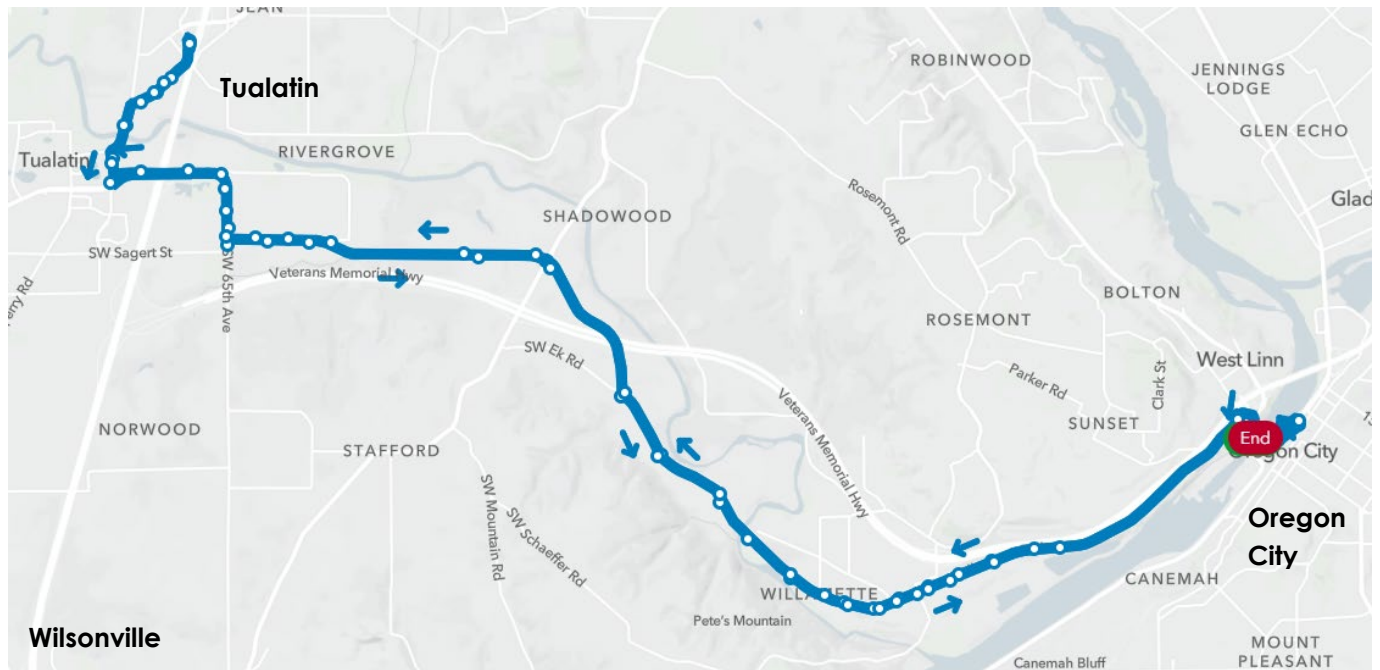 JEAN
ROBINWOOD
JENNINGS
LODGE
Tualatin
GLEN ECHO
Tualatin
RIVERGROVE
Rosemont Rd
Glad
SHADOWOOD
SW Sagert St
Veterans Memorial Hwy
SW 65th Ave
erry Rd
BOLTON
ROSEMONT
SW Ek Rd
West Linn
Parker Rd
Clark St
Veterans Memorial Hwy
SUNSET
NORWOOD
End
Oregon City
STAFFORD
SW Mountain Rd
SW Schaeffer Rd
Oregon
City
CANEMAH
WILLAMETTE
Pete's Mountain
Wilsonville
MOUNT
PLEASANT
Canemah Bluff